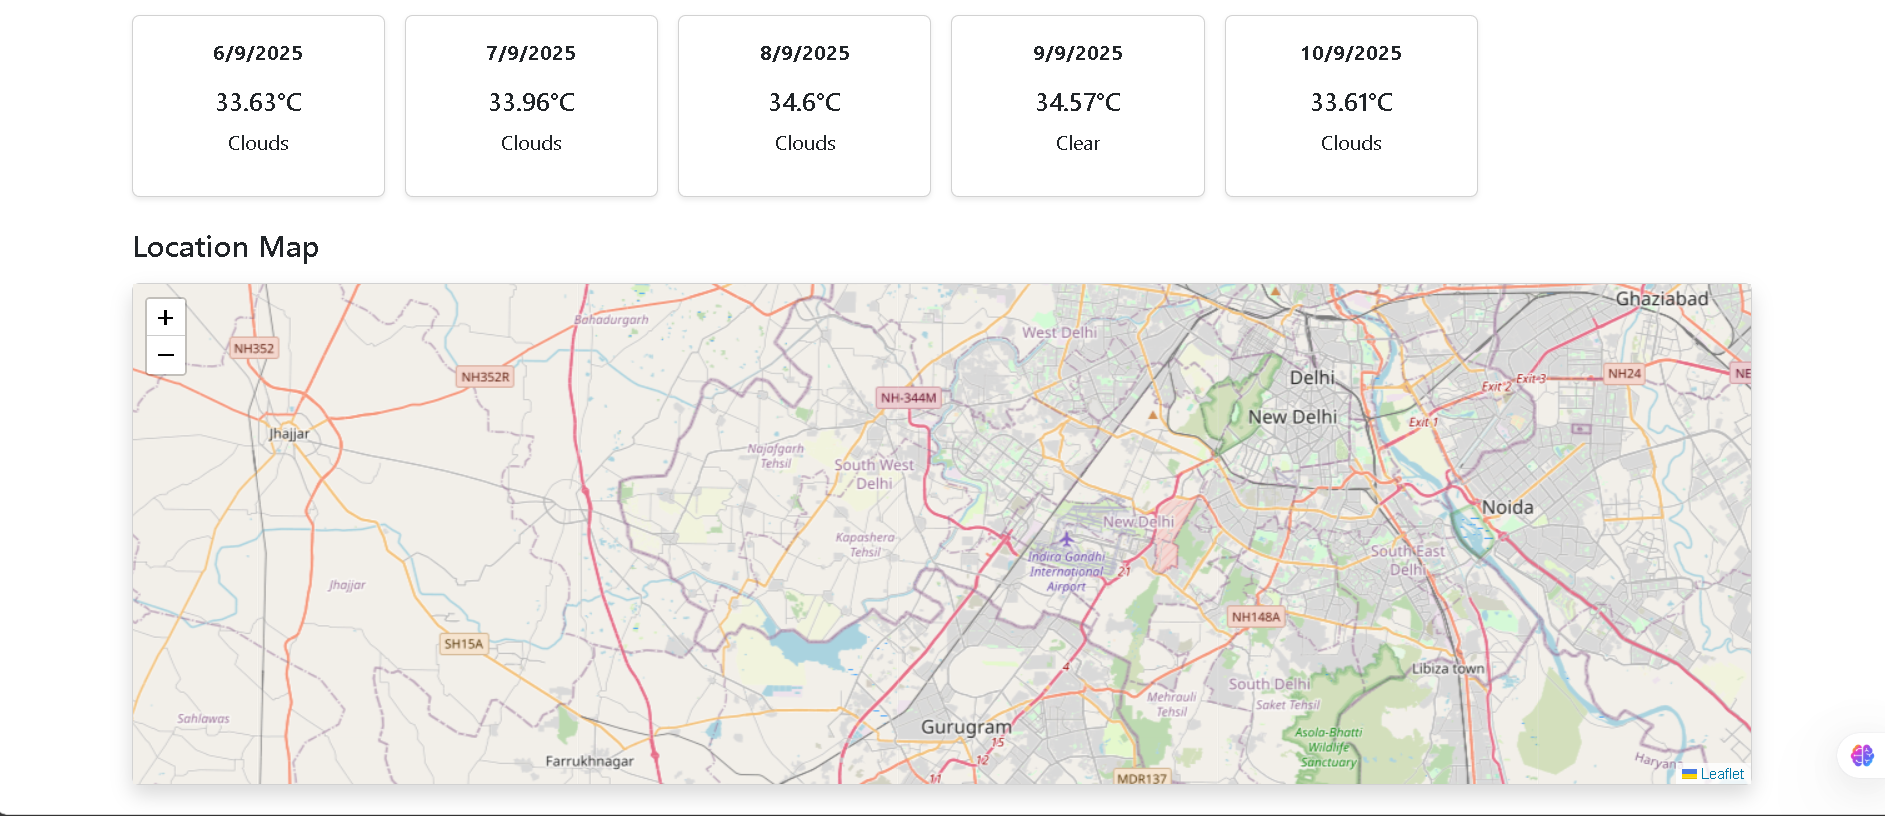 6/9/2025
33.63°C
Clouds
7/9/2025
33.96°C
Clouds
8/9/2025
34.6°C
Clouds
9/9/2025
34.57°C
Clear
10/9/2025
33.61°C
Clouds
Location Map
+
−
Ghaziabad
Bahadurgarh
West Delhi
NH352
NH352R
Delhi
NH24
NE
Exit 2
Exit 3
NH-344M
New Delhi
Exit 1
Jhajjar
Najafgarh
Tehsil
South West
Delhi
Noida
New Delhi
Kapashera
Tehsil
Indira Gandhi
International
Airport
21
South East
Delhi
Jhajjar
NH148A
SH15A
4
Libiza town
South Delhi
Mehrauli
Tehsil
Saket Tehsil
Sahlawas
Gurugram
15
Asola-Bhatti
Wildlife
Sanctuary
Farrukhnagar
12
11
MDR137
Haryan
Leaflet